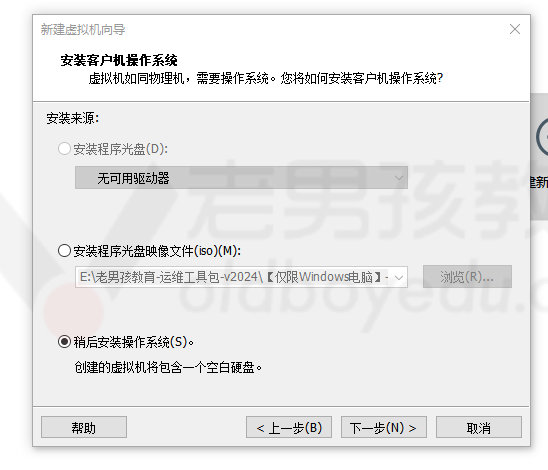 新建虚拟机向导
安装客户机操作系统
虚拟机如同物理机，需要操作系统。您将如何安装客户机操作系统?
安装来源:
安装程序光盘(D):
无可用驱动器
安装程序光盘映像文件(iso)(M):
E:\老男孩教育-运维工具包-v2024\【仅限Windows电脑】-
浏览(R)...
稍后安装操作系统(S)。
创建的虚拟机将包含一个空白硬盘。
帮助
< 上一步(B)
下一步(N) >
取消
建新
老男孩教
oldboyedu.c